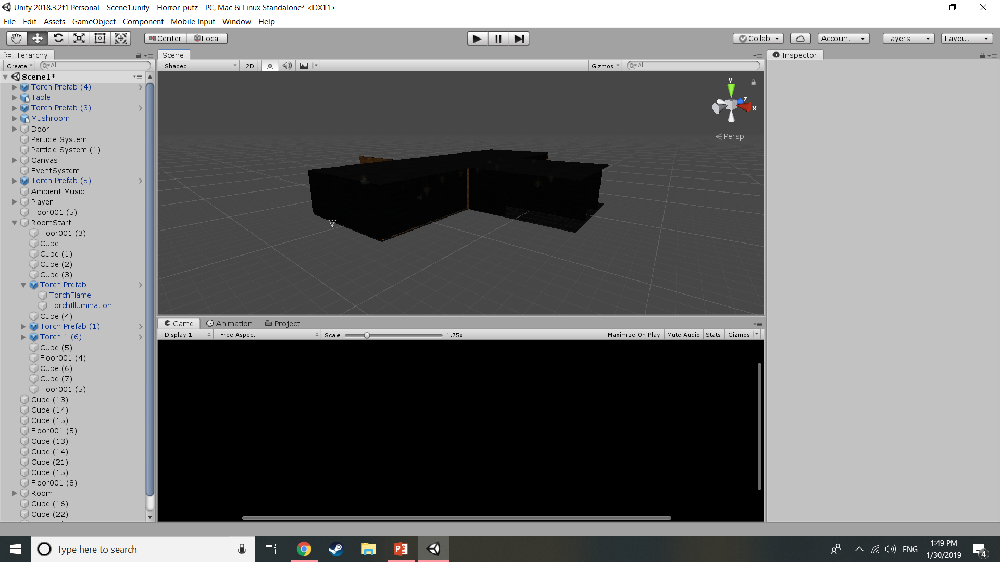 Unity 2018.3.2f1 Personal - Scene1.unity - Horror-putz - PC, Mac & Linux Standalone* <DX11>
File Edit Assets GameObject Component Mobile Input Window Help
Center Local Collab Account Layers Layout
Hierarchy
Create All
Scene1*
Torch Prefab (4)
Table
Torch Prefab (3)
Mushroom
Door
Particle System
Particle System (1)
Canvas
EventSystem
Torch Prefab (5)
Ambient Music
Player
Floor001 (5)
RoomStart
Floor001 (3)
Cube
Cube (1)
Cube (2)
Cube (3)
Torch Prefab
TorchFlame
TorchIllumination
Cube (4)
Torch Prefab (1)
Torch 1 (6)
Cube (5)
Floor001 (4)
Cube (6)
Cube (7)
Floor001 (5)
Cube (13)
Cube (14)
Cube (15)
Floor001 (5)
Cube (13)
Cube (14)
Cube (21)
Cube (15)
Floor001 (8)
RoomT
Cube (16)
Cube (22)
Scene
Shaded 2D Gizmos All
y
z
x
Persp
Game Animation Project
Display 1 Free Aspect Scale 1.75x Maximize On Play Mute Audio Stats Gizmos
Inspector
Type here to search
ENG
1:49 PM
1/30/2019
4